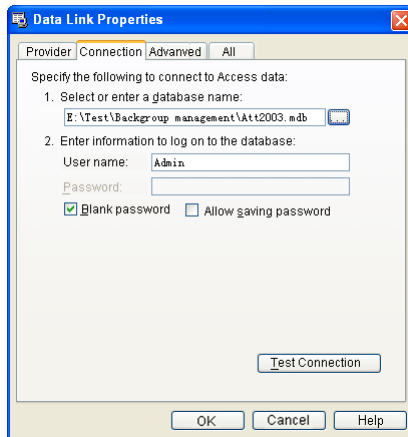 Data Link Properties
Provider Connection Advanved All
Specify the following to connect to Access data:
1. Select or enter a database name:
E:\Test\Backgroup management\Att2003.mdb ...
2. Enter information to log on to the database:
User name: Admin
Password:
Blank password Allow saving password
Test Connection
OK Cancel Help